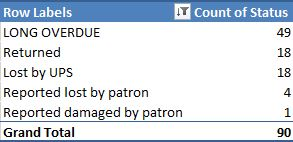 Row Labels Count of Status
LONG OVERDUE 49
Returned 18
Lost by UPS 18
Reported lost by patron 4
Reported damaged by patron 1
Grand Total 90